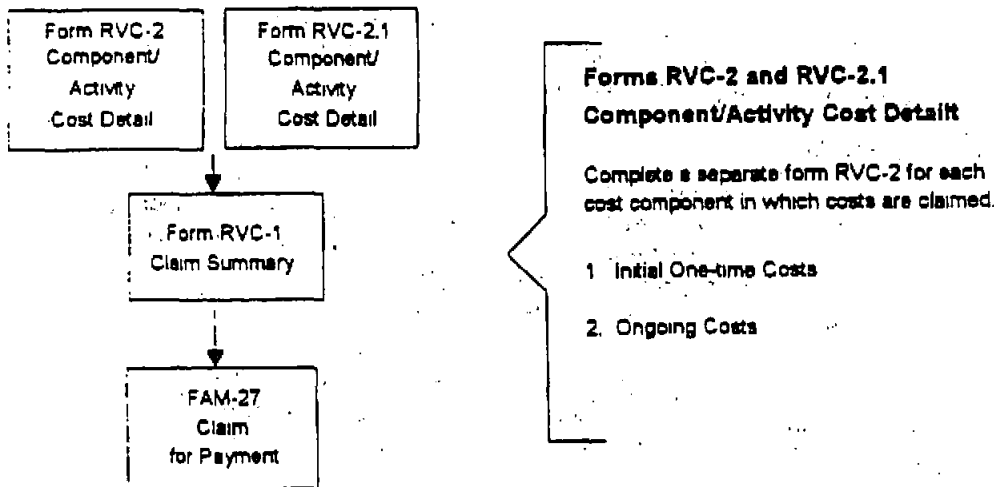 Form RVC-2
Component/
Activity
Cost Detail
Form RVC-2.1
Component/
Activity
Cost Detail
Form RVC-1
Claim Summary
FAM-27
Claim
for Payment
Forms RVC-2 and RVC-2.1
Component/Activity Cost Detailt
Complete a separate form RVC-2 for each
cost component in which costs are claimed.
1 Initial One-time Costs
2. Ongoing Costs